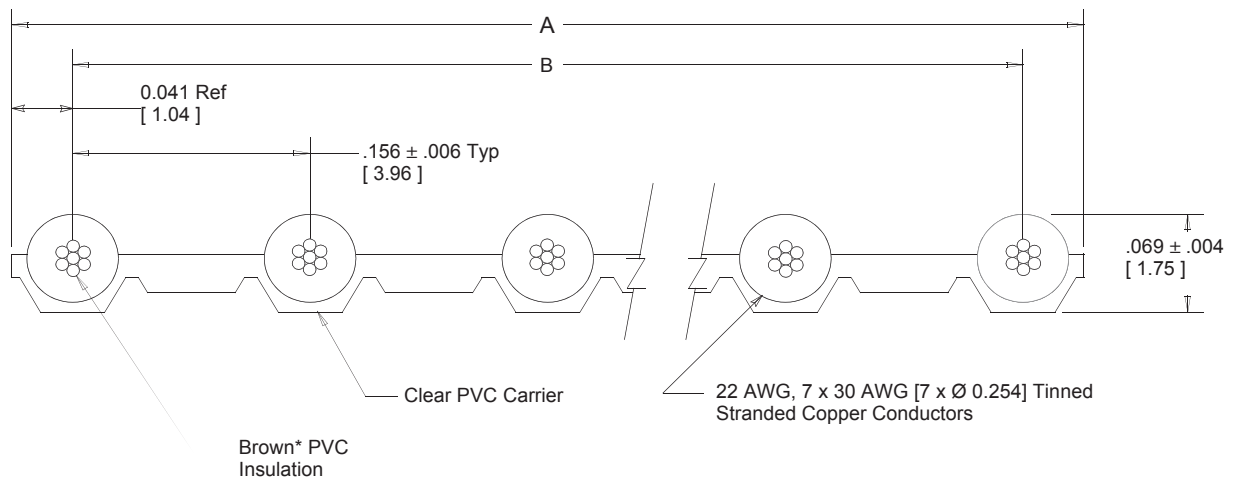 A
B
0.041 Ref
[ 1.04 ]
.156 ± .006 Typ
[ 3.96 ]
.069 ± .004
[ 1.75 ]
Clear PVC Carrier
22 AWG, 7 x 30 AWG [7 x Ø 0.254] Tinned
Stranded Copper Conductors
Brown* PVC
Insulation